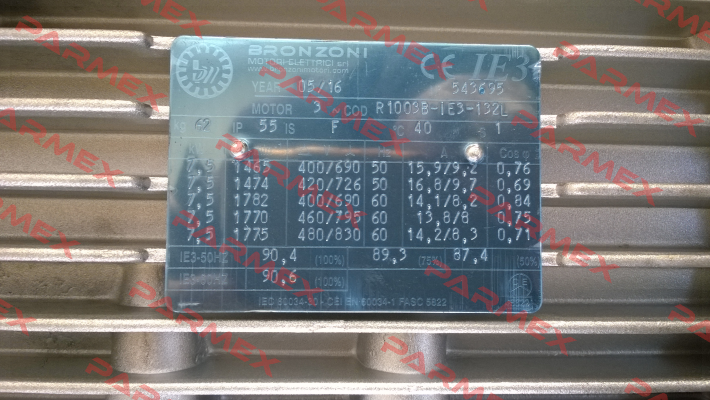 BRONZONI
MOTORI ELETTRICI srl
IE3
YEAR 05/16 543695
MOTOR 3~ COD R1003B-IE3-132L
69 IP 55 IS F °C 40 S 1
V A Cos φ
7,5 1465 400/690 50 15,9/9,2 0,76
7,5 1474 420/726 50 16,8/9,7 0,69
7,5 1782 400/690 60 14,1/8,2 ,84
7,5 1770 460/795 60 13,8/8 0,75
7,5 1775 480/830 60 14,2/8,3 0,71
IE3-50HZ 90,4 (100%) 89,3 (75%) 87,4 (50%
90,6 (100%)
IEC 60034-30 - CEI EN 60034-1 FASC 5622
PARMEX